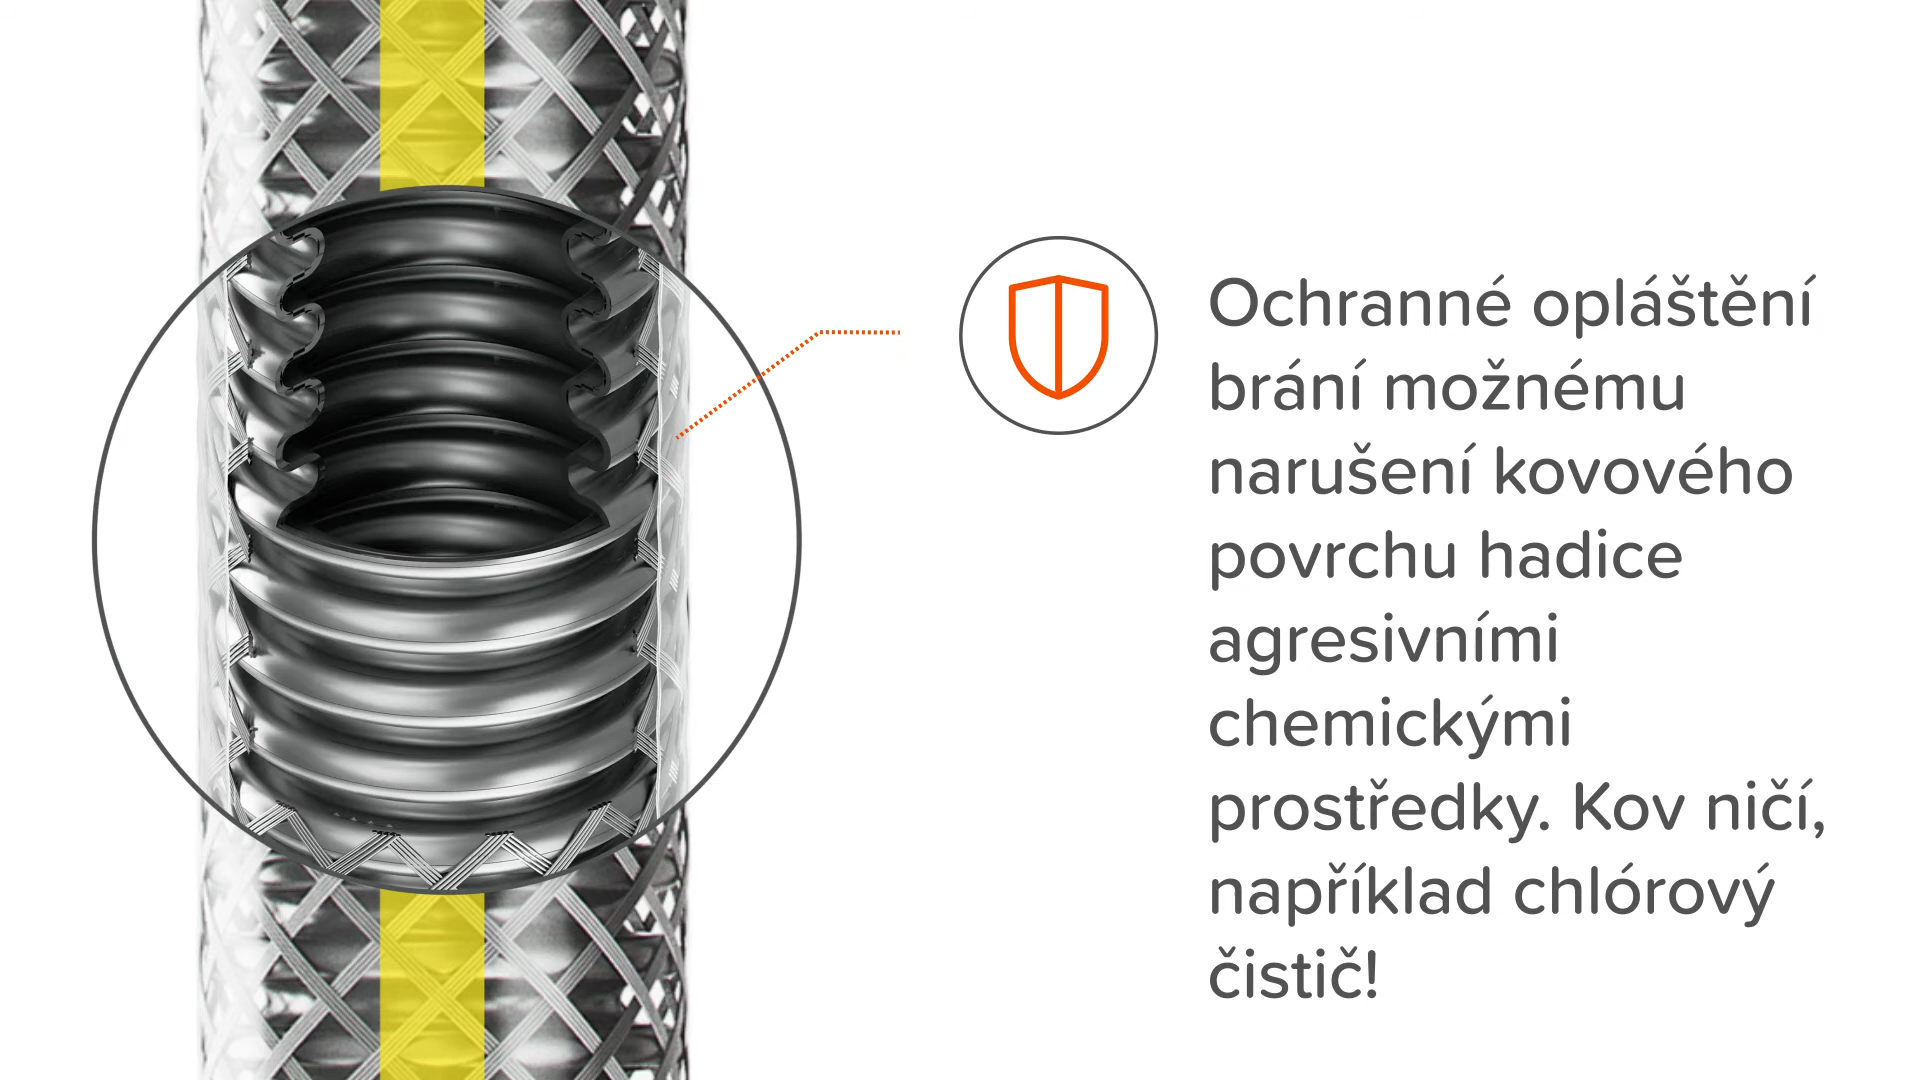 Ochranné opláštění
brání možnému
narušení kovového
povrchu hadice
agresivními
chemickými
prostředky. Kov ničí,
například chlórový
čistič!